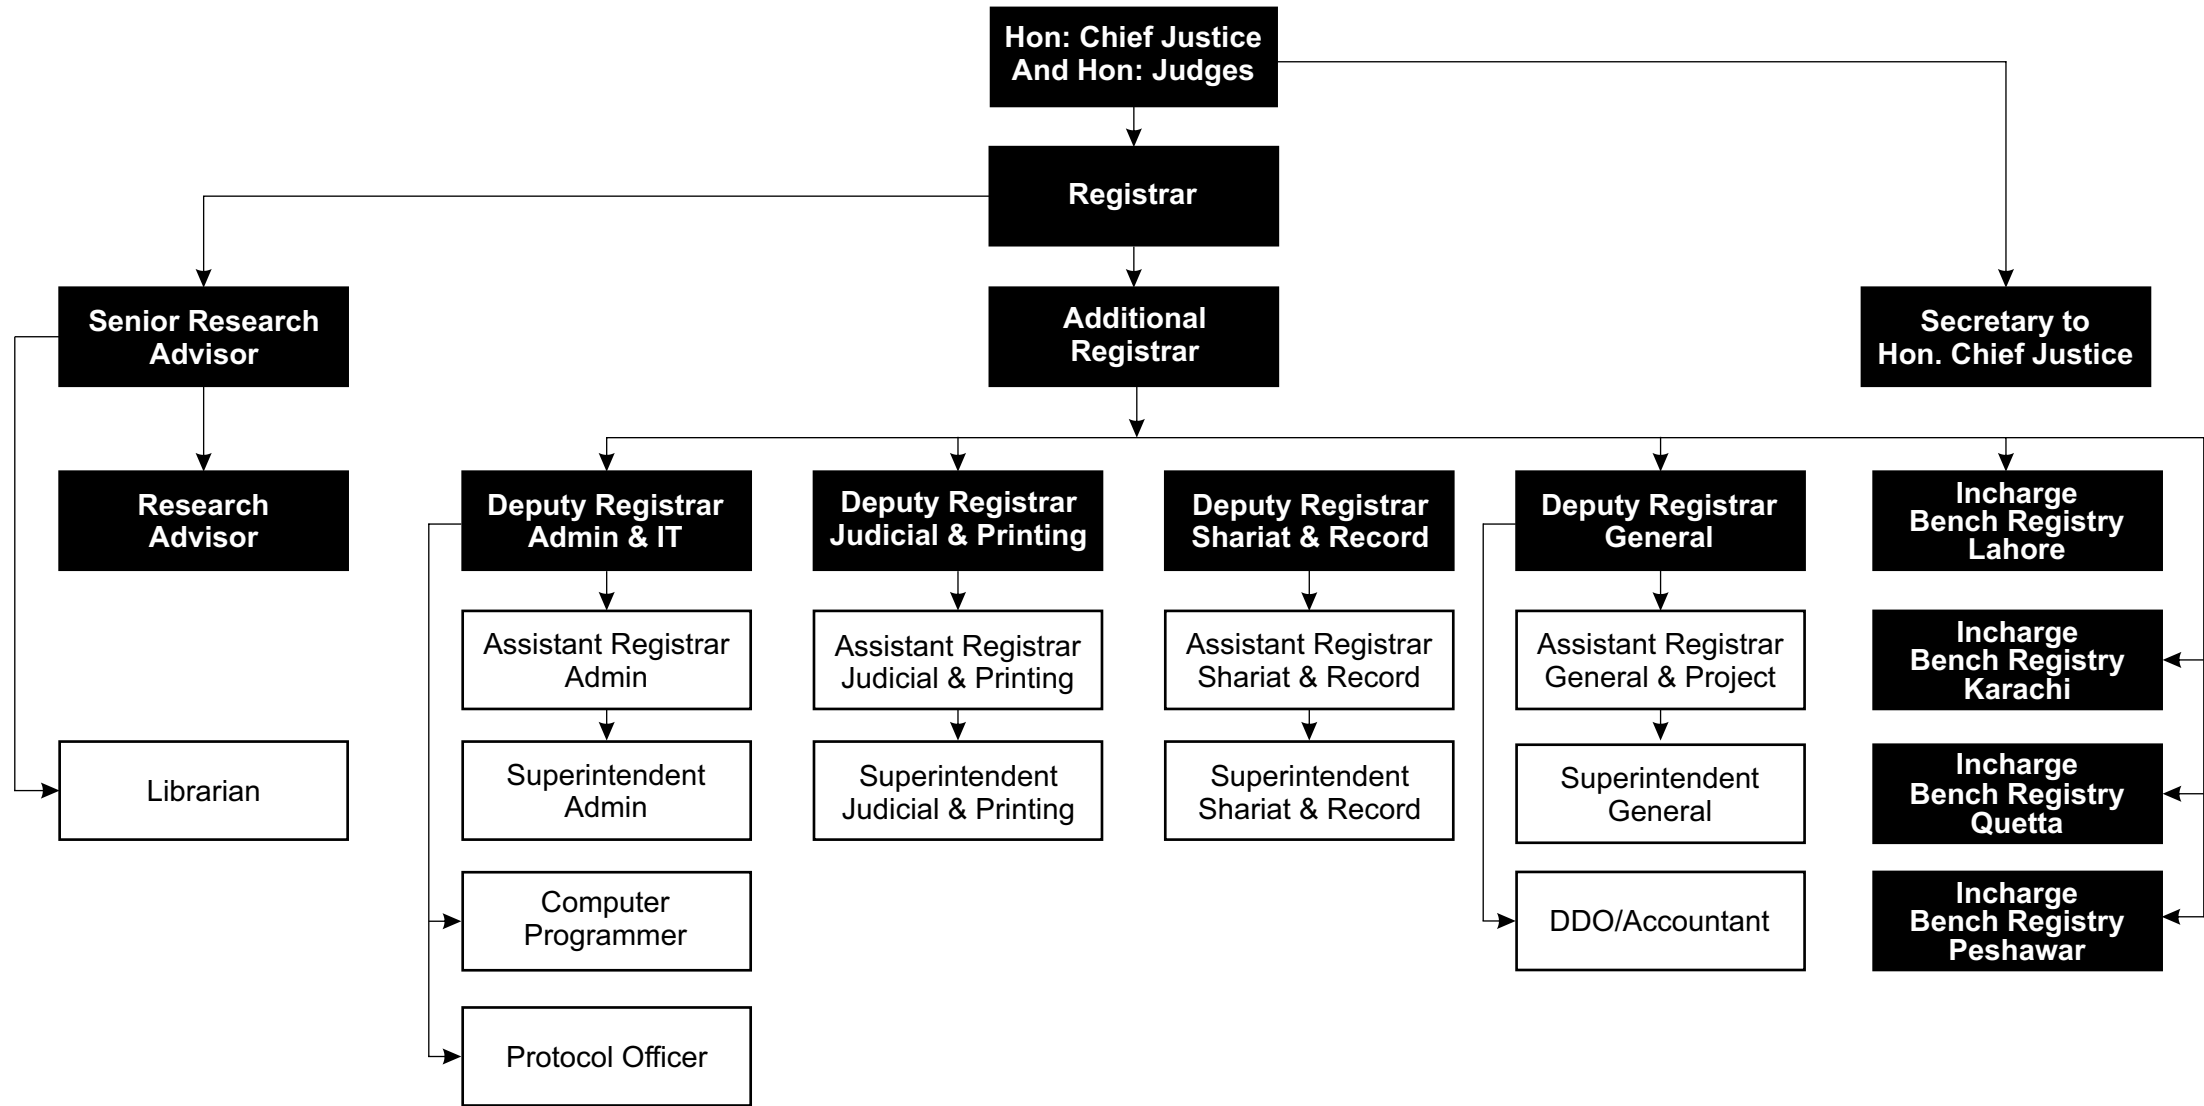 Hon: Chief Justice
And Hon: Judges
Registrar
Senior Research
Advisor
Additional
Registrar
Secretary to
Hon. Chief Justice
Research
Advisor
Deputy Registrar
Admin & IT
Deputy Registrar
Judicial & Printing
Deputy Registrar
Shariat & Record
Deputy Registrar
General
Incharge
Bench Registry
Lahore
Assistant Registrar
Admin
Assistant Registrar
Judicial & Printing
Assistant Registrar
Shariat & Record
Assistant Registrar
General & Project
Incharge
Bench Registry
Karachi
Librarian
Superintendent
Admin
Superintendent
Judicial & Printing
Superintendent
Shariat & Record
Superintendent
General
Incharge
Bench Registry
Quetta
Computer
Programmer
DDO/Accountant
Incharge
Bench Registry
Peshawar
Protocol Officer